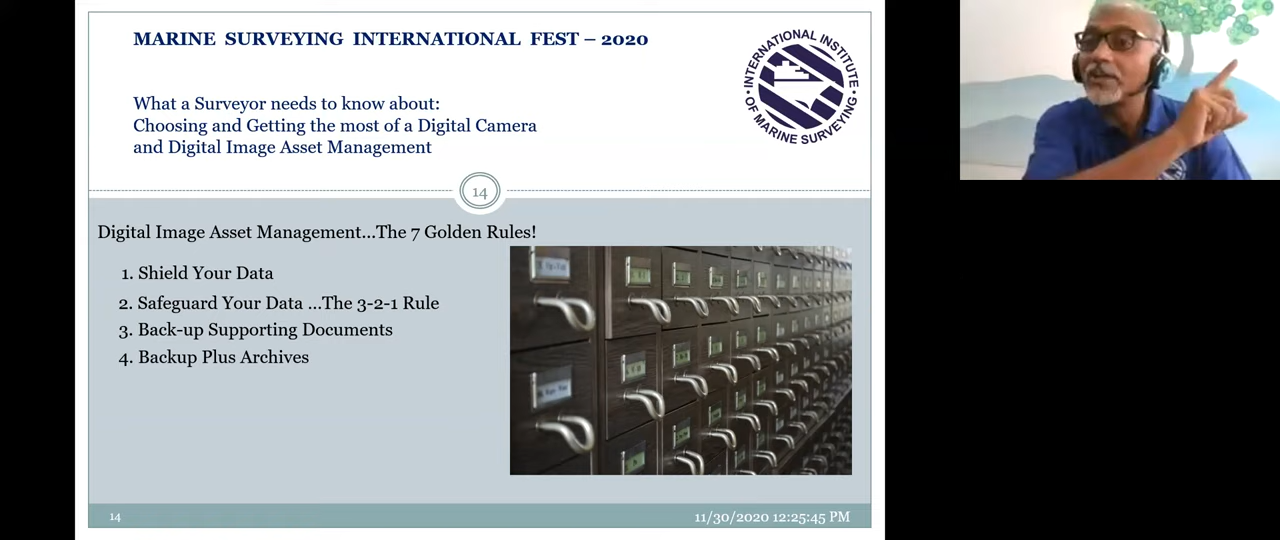 MARINE SURVEYING INTERNATIONAL FEST – 2020
INTERNATIONAL INSTITUTE
• OF MARINE SURVEYING •
What a Surveyor needs to know about:
Choosing and Getting the most of a Digital Camera
and Digital Image Asset Management
14
Digital Image Asset Management...The 7 Golden Rules!
1. Shield Your Data
2. Safeguard Your Data ...The 3-2-1 Rule
3. Back-up Supporting Documents
4. Backup Plus Archives
14
11/30/2020 12:25:45 PM